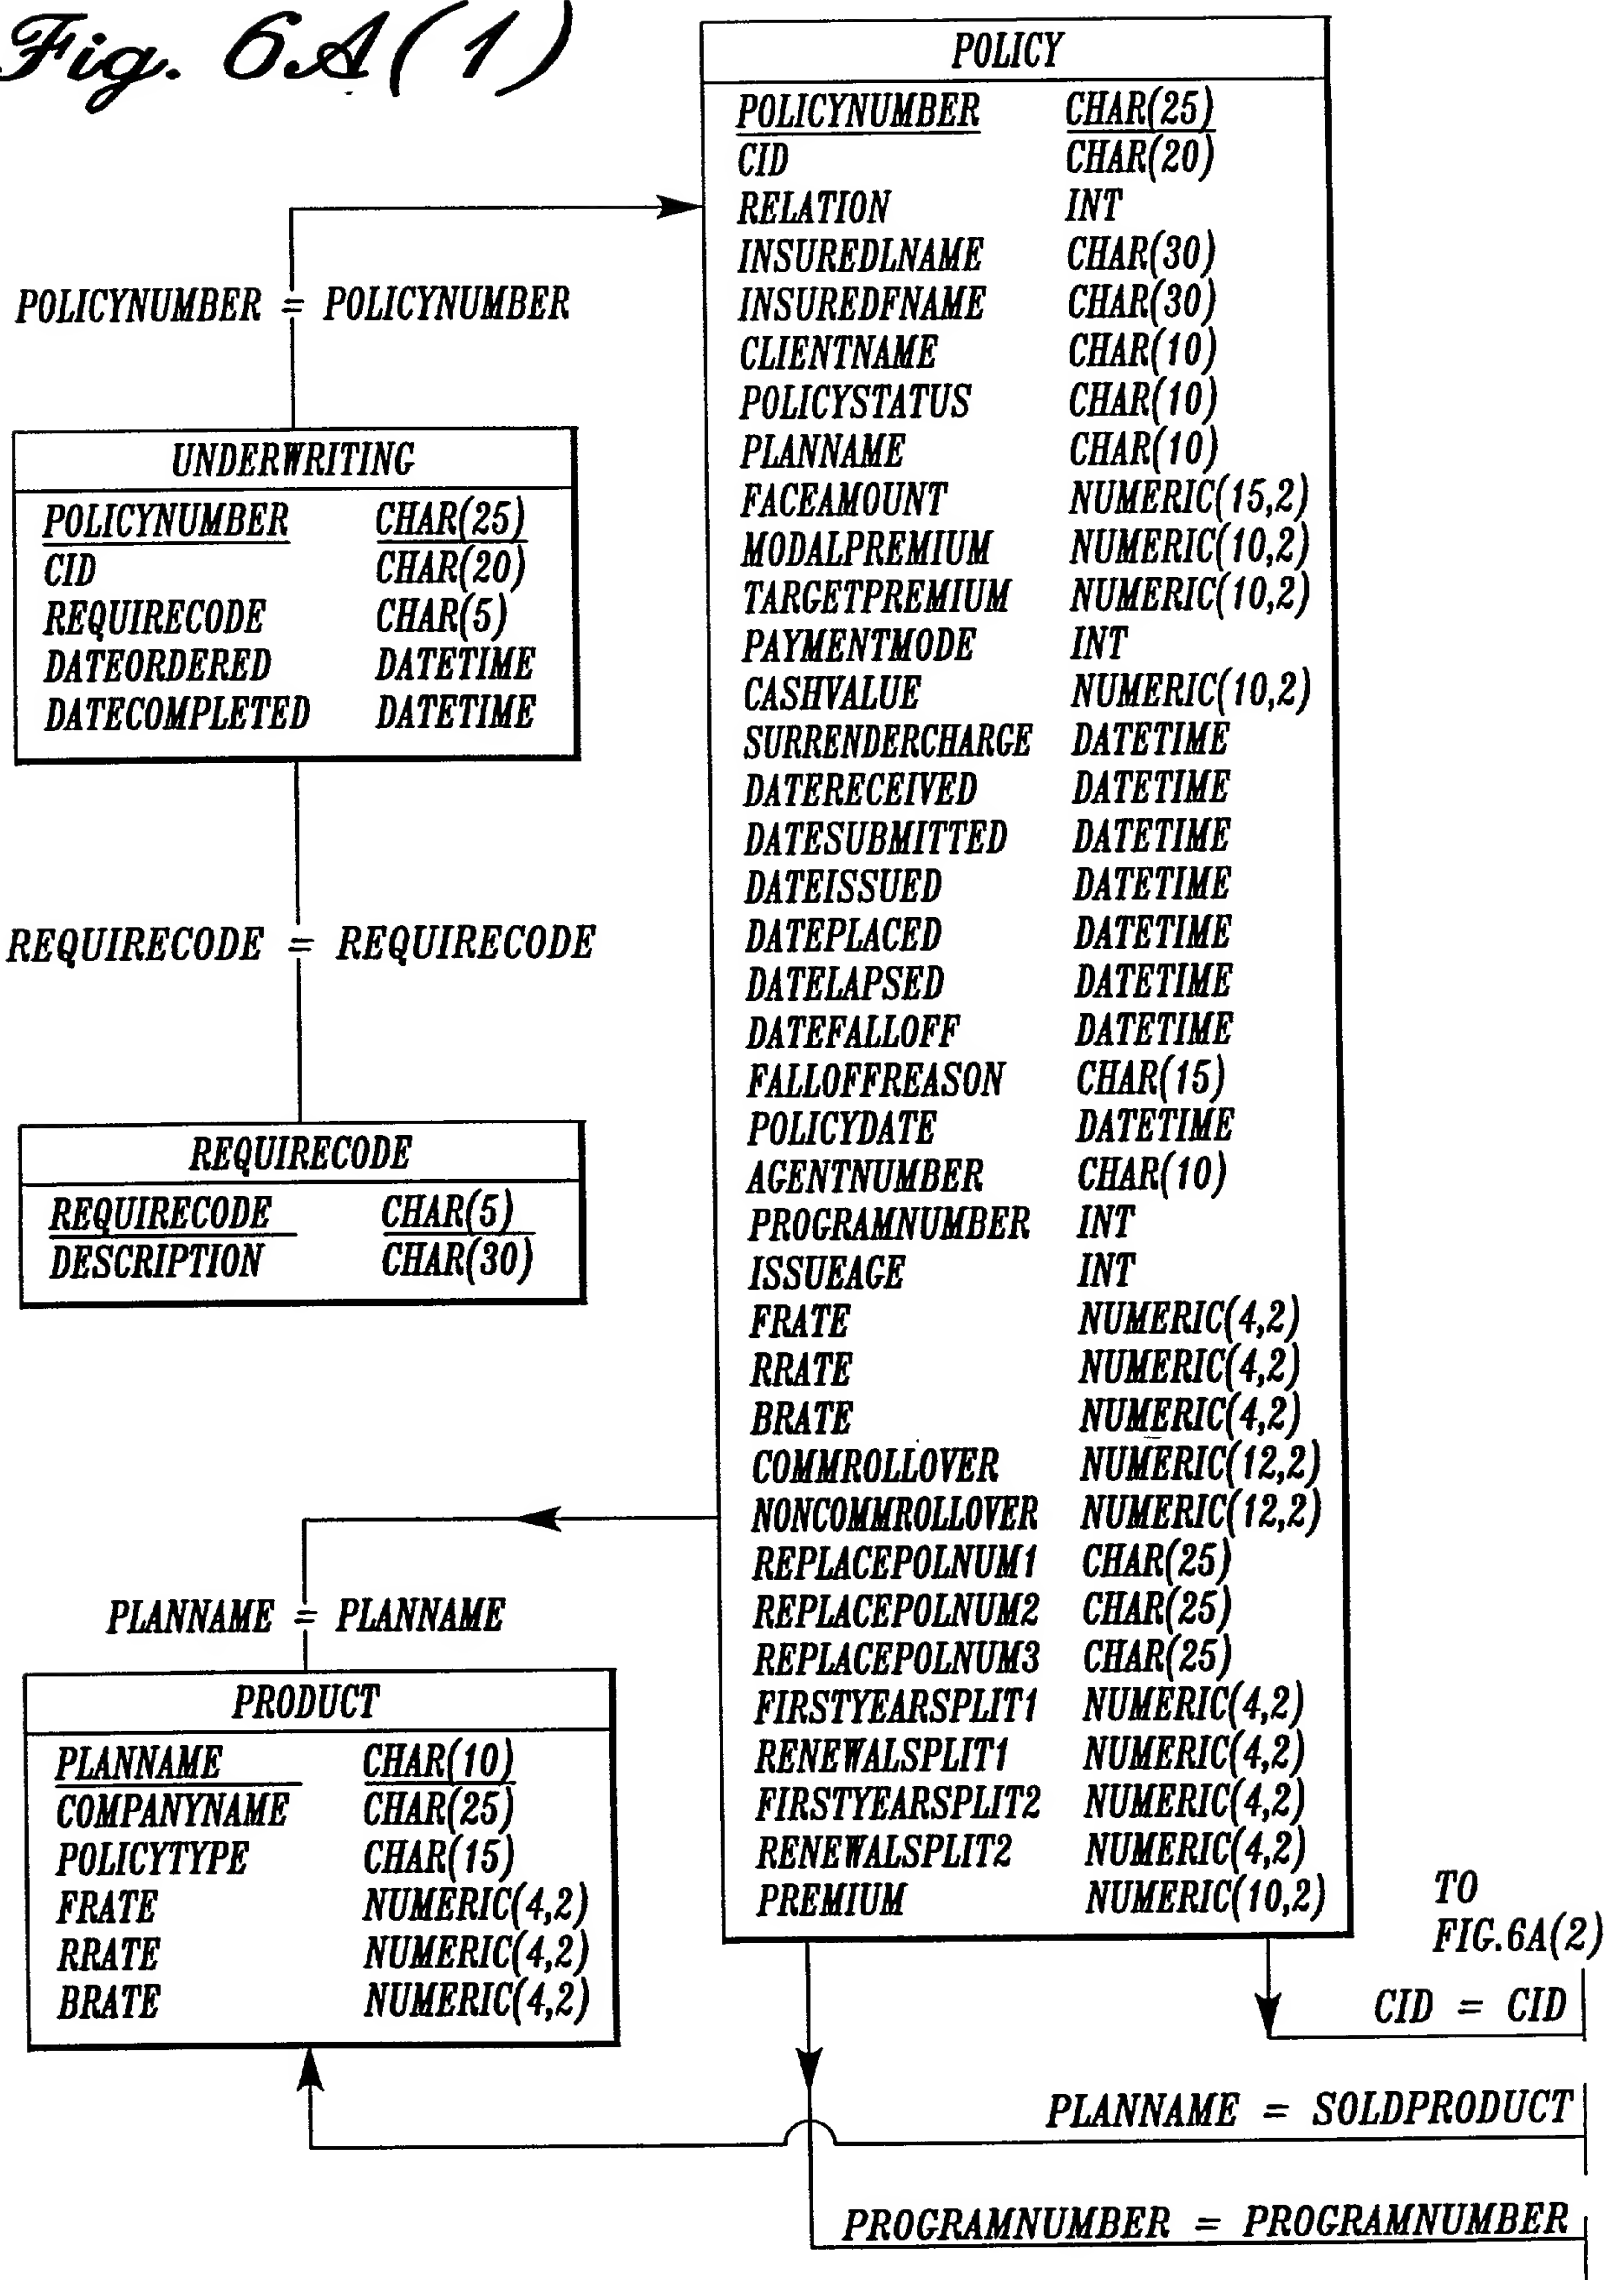 Fig. 6A(1)
POLICY
POLICYNUMBER CHAR(25)
CID CHAR(20)
RELATION INT
INSUREDLNAME CHAR(30)
INSUREDFNAME CHAR(30)
CLIENTNAME CHAR(10)
POLICYSTATUS CHAR(10)
PLANNAME CHAR(10)
FACEAMOUNT NUMERIC(15,2)
MODALPREMIUM NUMERIC(10,2)
TARGETPREMIUM NUMERIC(10,2)
PAYMENTMODE INT
CASHVALUE NUMERIC(10,2)
SURRENDERCHARGE DATETIME
DATERECEIVED DATETIME
DATESUBMITTED DATETIME
DATEISSUED DATETIME
DATEPLACED DATETIME
DATELAPSED DATETIME
DATEFALLOFF DATETIME
FALLOFFREASON CHAR(15)
POLICYDATE DATETIME
AGENTNUMBER CHAR(10)
PROGRAMNUMBER INT
ISSUEAGE INT
FRATE NUMERIC(4,2)
RRATE NUMERIC(4,2)
BRATE NUMERIC(4,2)
COMMROLLOVER NUMERIC(12,2)
NONCOMMROLLOVER NUMERIC(12,2)
REPLACEPOLNUM1 CHAR(25)
REPLACEPOLNUM2 CHAR(25)
REPLACEPOLNUM3 CHAR(25)
FIRSTYEARSPLIT1 NUMERIC(4,2)
RENEWALSPLIT1 NUMERIC(4,2)
FIRSTYEARSPLIT2 NUMERIC(4,2)
RENEWALSPLIT2 NUMERIC(4,2)
PREMIUM NUMERIC(10,2)
POLICYNUMBER = POLICYNUMBER
UNDERWRITING
POLICYNUMBER CHAR(25)
CID CHAR(20)
REQUIRECODE CHAR(5)
DATEORDERED DATETIME
DATECOMPLETED DATETIME
REQUIRECODE = REQUIRECODE
REQUIRECODE
REQUIRECODE CHAR(5)
DESCRIPTION CHAR(30)
PLANNAME = PLANNAME
PRODUCT
PLANNAME CHAR(10)
COMPANYNAME CHAR(25)
POLICYTYPE CHAR(15)
FRATE NUMERIC(4,2)
RRATE NUMERIC(4,2)
BRATE NUMERIC(4,2)
TO
FIG.6A(2)
CID = CID
PLANNAME = SOLDPRODUCT
PROGRAMNUMBER = PROGRAMNUMBER